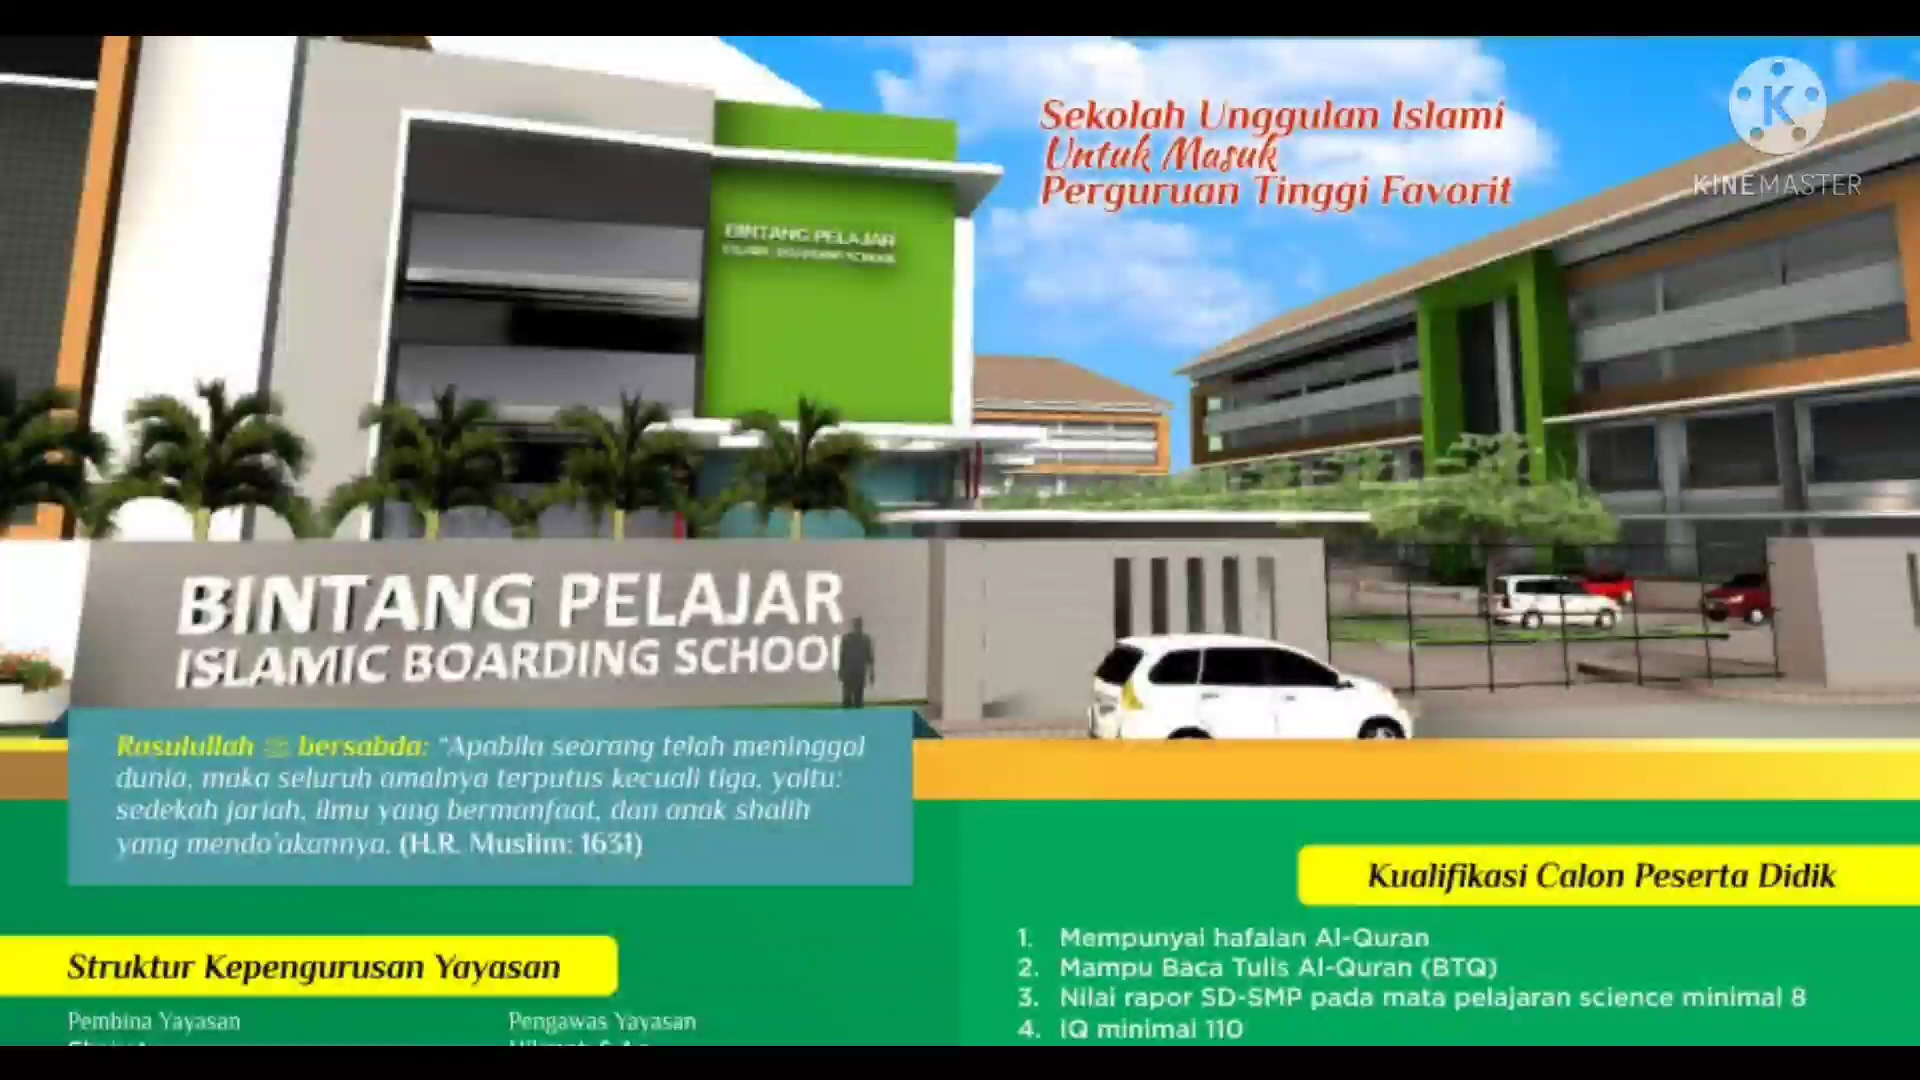 Sekolah Unggulan Islami
Untuk Masuk
Perguruan Tinggi Favorit
KINEMASTER
BINTANG PELAJAR
ISLAMIC BOARDING SCHOOL
BINTANG PELAJAR
ISLAMIC BOARDING SCHOOL
Rasulullah ﷺ bersabda: "Apabila seorang telah meninggal
dunia, maka seluruh amalnya terputus kecuali tiga, yaitu:
sedekah jariah, ilmu yang bermanfaat, dan anak shalih
yang mendo'akannya. (H.R. Muslim: 1631)
Struktur Kepengurusan Yayasan
Pembina Yayasan
Pengawas Yayasan
Kualifikasi Calon Peserta Didik
1. Mempunyai hafalan Al-Quran
2. Mampu Baca Tulis Al-Quran (BTQ)
3. Nilai rapor SD-SMP pada mata pelajaran science minimal 8
4. IQ minimal 110